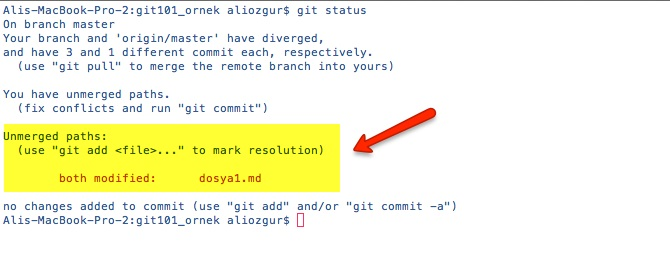 Alis-MacBook-Pro-2:git101_ornek aliozgur$ git status
On branch master
Your branch and 'origin/master' have diverged,
and have 3 and 1 different commit each, respectively.
  (use "git pull" to merge the remote branch into yours)

You have unmerged paths.
  (fix conflicts and run "git commit")

Unmerged paths:
  (use "git add <file>..." to mark resolution)

        both modified:      dosya1.md

no changes added to commit (use "git add" and/or "git commit -a")
Alis-MacBook-Pro-2:git101_ornek aliozgur$